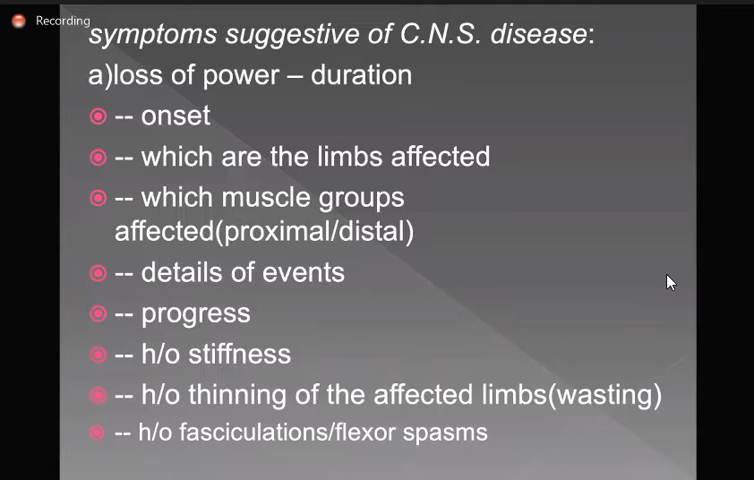 Recording
symptoms suggestive of C.N.S. disease:
a)loss of power – duration
-- onset
-- which are the limbs affected
-- which muscle groups
affected(proximal/distal)
-- details of events
-- progress
-- h/o stiffness
-- h/o thinning of the affected limbs(wasting)
-- h/o fasciculations/flexor spasms